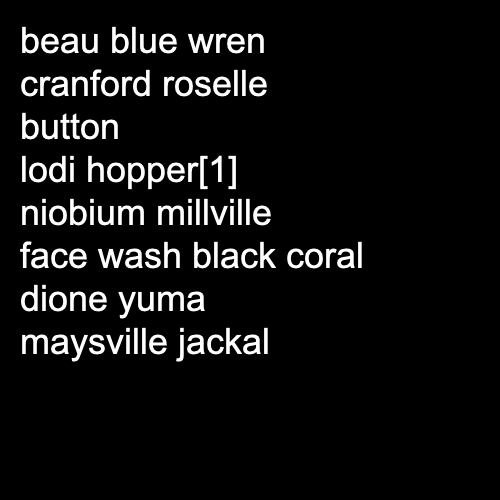 beau blue wren
cranford roselle
button
lodi hopper[1]
niobium millville
face wash black coral
dione yuma
maysville jackal